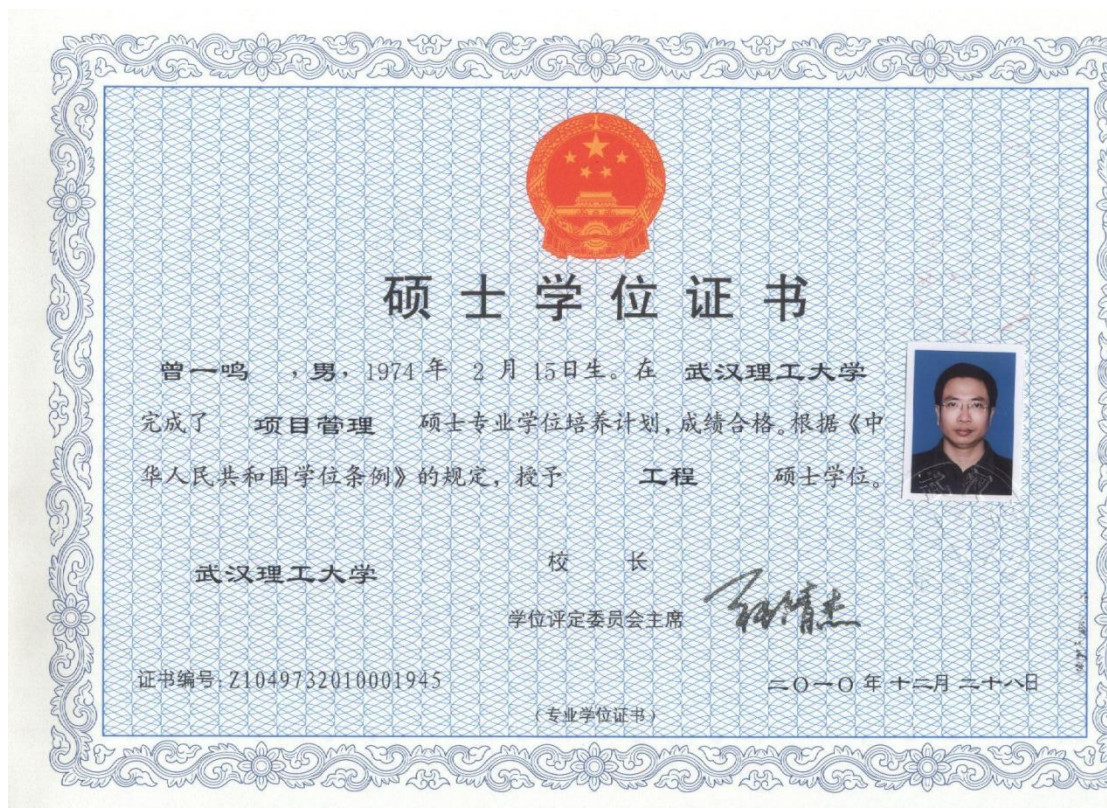 硕士学位证书
曾一鸣 ，男，1974 年 2 月 15日生。在 武汉理工大学
完成了 项目管理 硕士专业学位培养计划，成绩合格。根据《中
华人民共和国学位条例》的规定，授予 工程 硕士学位。
武汉理工大学
校 长
学位评定委员会主席
证书编号：Z1049732010001945
二〇一〇 年 十二月 二十八日
（专业学位证书）